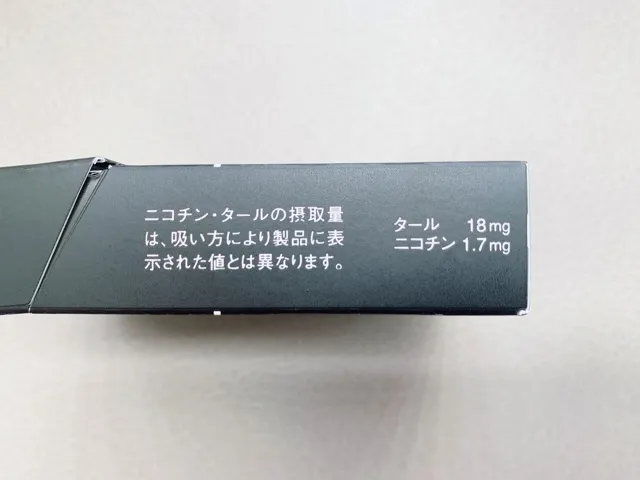 ニコチン・タールの摂取量
は、吸い方により製品に表
示された値とは異なります。
タール 18mg
ニコチン 1.7mg